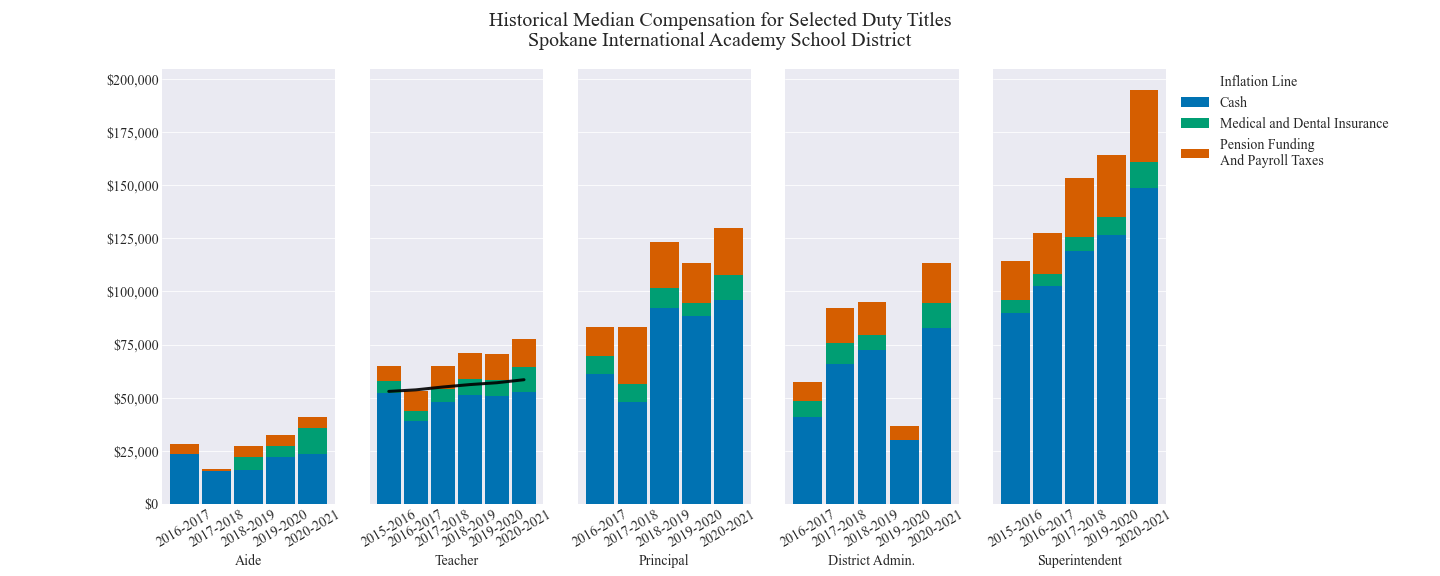 Historical Median Compensation for Selected Duty Titles
Spokane International Academy School District
$200,000
$175,000
$150,000
$125,000
$100,000
$75,000
$50,000
$25,000
$0
2016-2017
2017-2018
2018-2019
2019-2020
2020-2021
Aide
2015-2016
2016-2017
2017-2018
2018-2019
2019-2020
2020-2021
Teacher
2016-2017
2017-2018
2018-2019
2019-2020
2020-2021
Principal
2016-2017
2017-2018
2018-2019
2019-2020
2020-2021
District Admin.
2015-2016
2016-2017
2017-2018
2019-2020
2020-2021
Superintendent
Inflation Line
Cash
Medical and Dental Insurance
Pension Funding
And Payroll Taxes